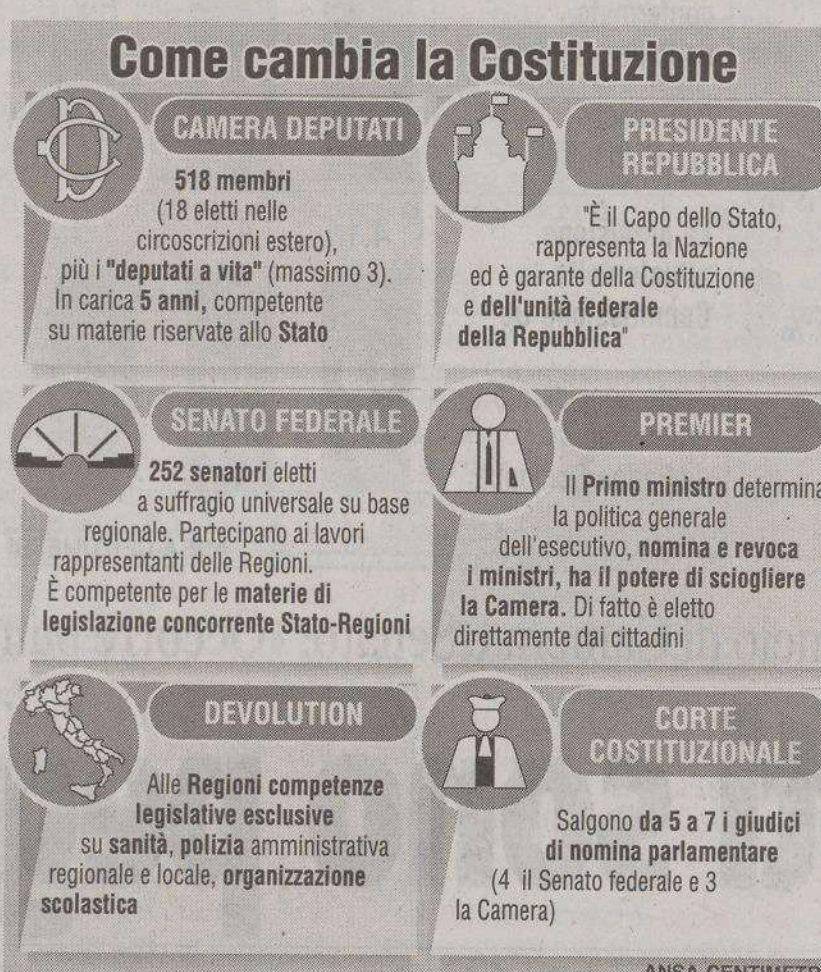 Come cambia la Costituzione
CAMERA DEPUTATI
518 membri
(18 eletti nelle
circoscrizioni estero),
più i "deputati a vita" (massimo 3).
In carica 5 anni, competente
su materie riservate allo Stato
PRESIDENTE
REPUBBLICA
"È il Capo dello Stato,
rappresenta la Nazione
ed è garante della Costituzione
e dell'unità federale
della Repubblica"
SENATO FEDERALE
252 senatori eletti
a suffragio universale su base
regionale. Partecipano ai lavori
rappresentanti delle Regioni.
È competente per le materie di
legislazione concorrente Stato-Regioni
PREMIER
Il Primo ministro determina
la politica generale
dell'esecutivo, nomina e revoca
i ministri, ha il potere di sciogliere
la Camera. Di fatto è eletto
direttamente dai cittadini
DEVOLUTION
Alle Regioni competenze
legislative esclusive
su sanità, polizia amministrativa
regionale e locale, organizzazione
scolastica
CORTE
COSTITUZIONALE
Salgono da 5 a 7 i giudici
di nomina parlamentare
(4 il Senato federale e 3
la Camera)
ANSA-CENTIMETR